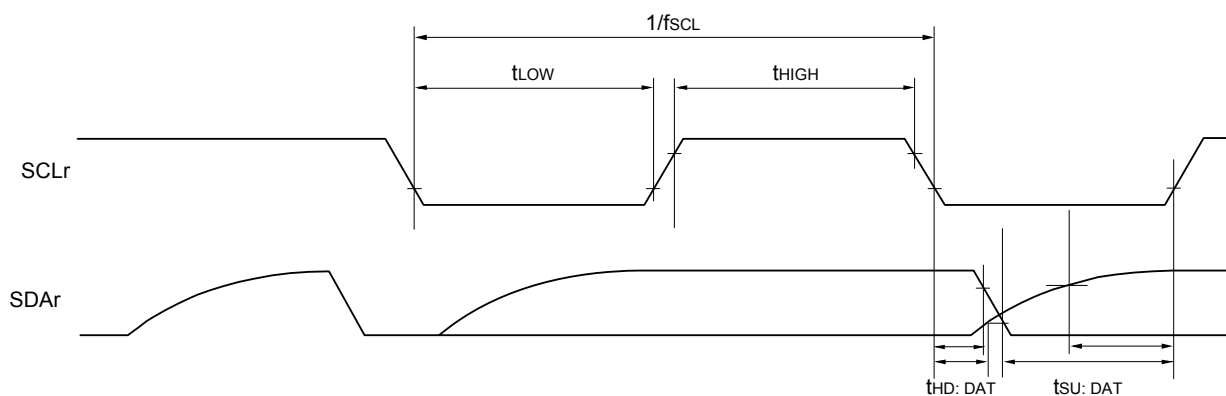 1/fSCL
tLOW tHIGH
SCLr
SDAr
tHD: DAT tSU: DAT